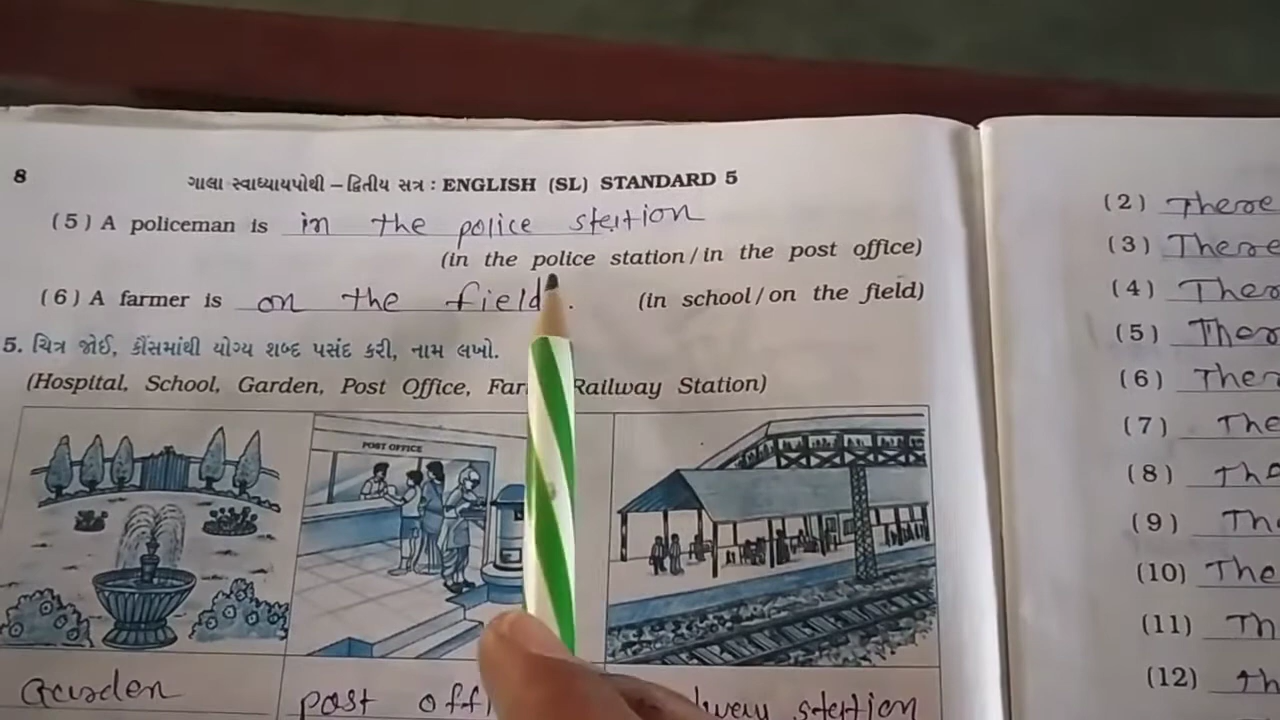 8
ગાલા સ્વાધ્યાયપોથી – દ્વિતીય સત્ર : ENGLISH (SL) STANDARD 5
(5) A policeman is in the police station
(in the police station/in the post office)
(6) A farmer is on the field . (in school/on the field)
5. ચિત્ર જોઈ, કૌંસમાંથી યોગ્ય શબ્દ પસંદ કરી, નામ લખો.
(Hospital, School, Garden, Post Office, Railway Station)
POST OFFICE
Garden
post
station
(2) There
(3) There
(4)
(5)
(6)
(7)
(8)
(9)
(10)
(11)
(12)